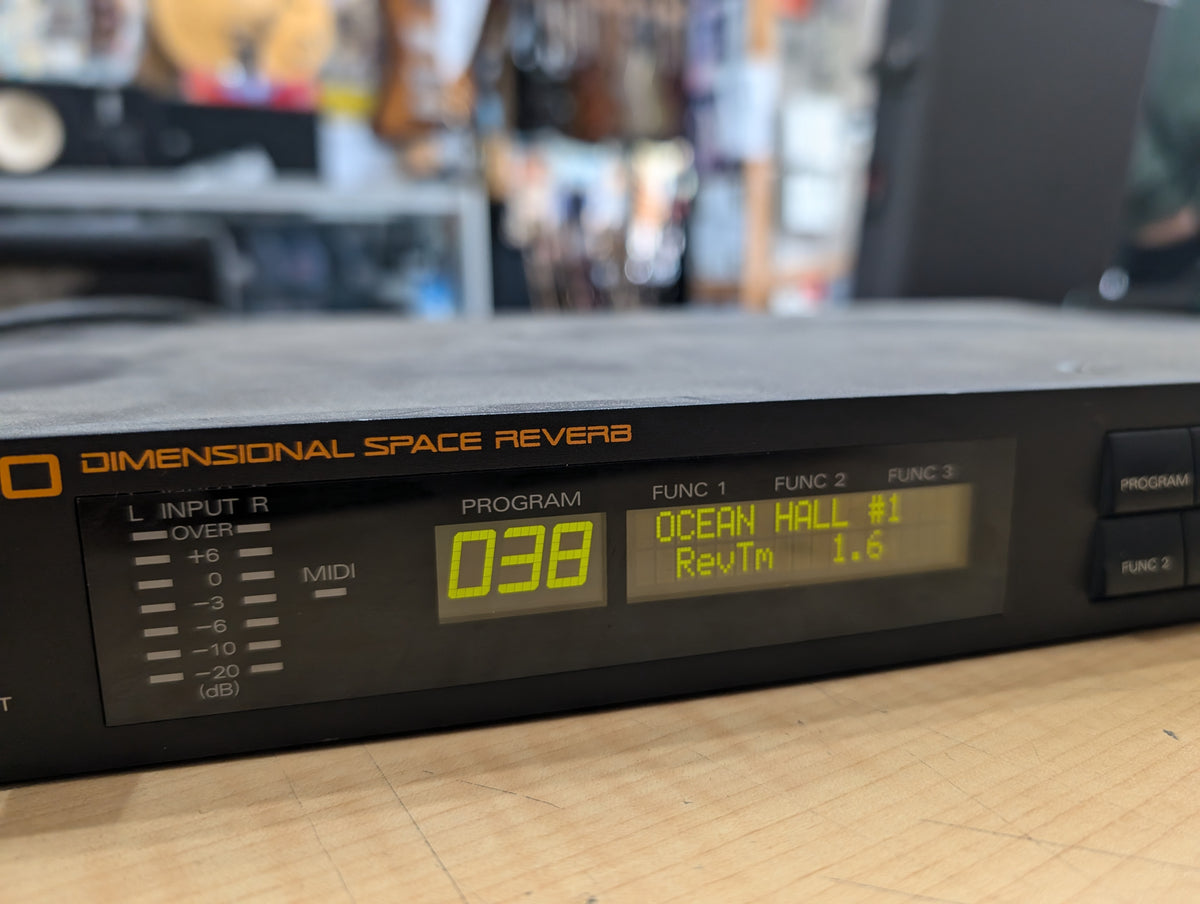 0 DIMENSIONAL SPACE REVERB
L INPUT R
OVER
+6
0
−3
−6
−10
−20
(dB)
MIDI
PROGRAM
038
FUNC 1 FUNC 2 FUNC 3
OCEAN HALL #1
RevTm 1.6
PROGRAM
FUNC 2
T